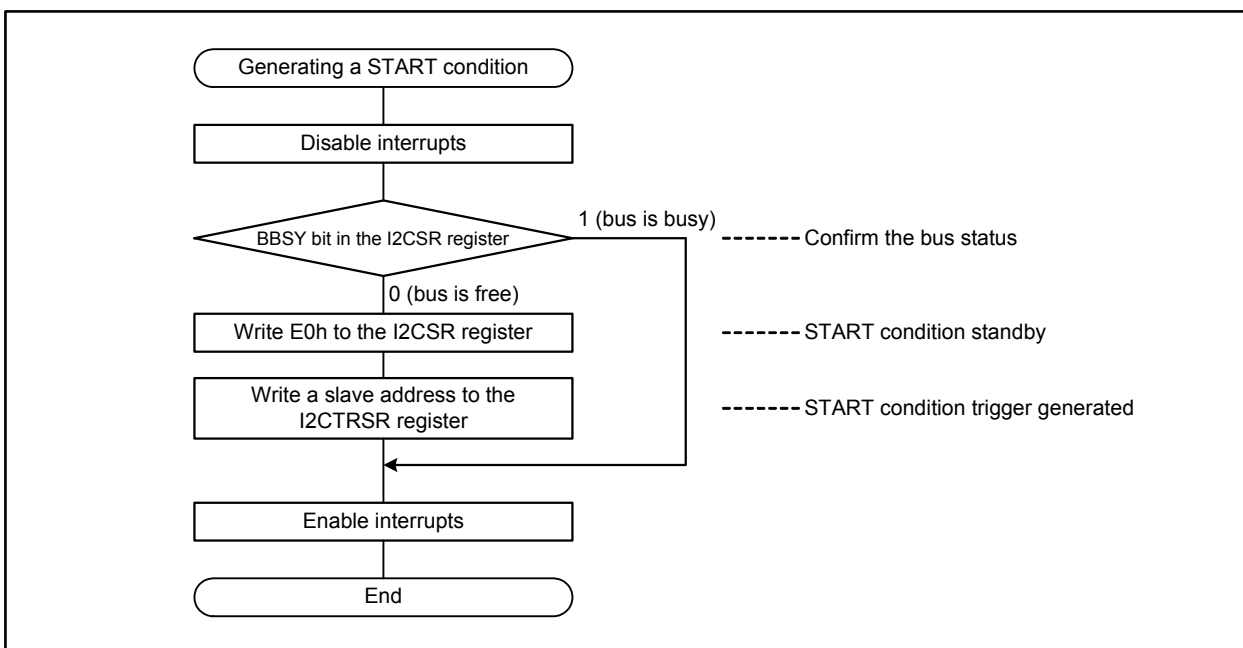 Generating a START condition
Disable interrupts
1 (bus is busy)
BBSY bit in the I2CSR register
Confirm the bus status
0 (bus is free)
Write E0h to the I2CSR register
START condition standby
Write a slave address to the
I2CTRSR register
START condition trigger generated
Enable interrupts
End